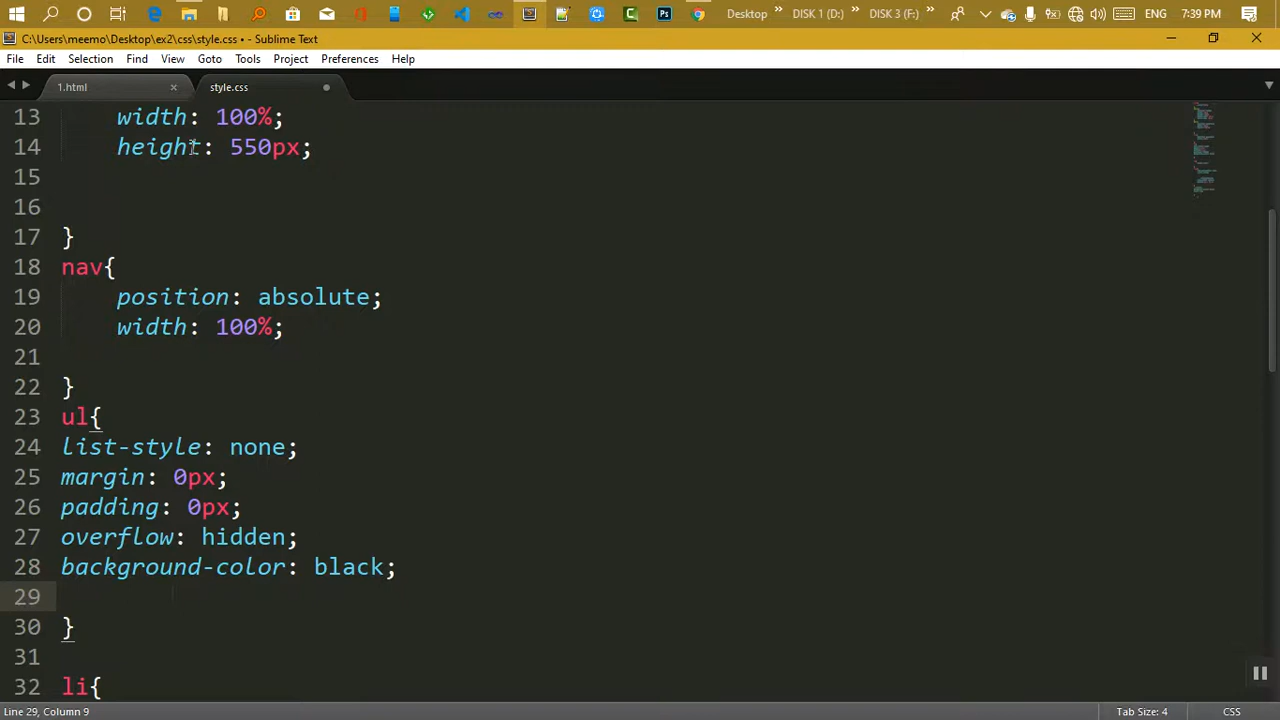 Desktop » DISK 1 (D:) » DISK 3 (F:) » ENG 7:39 PM
C:\Users\meemo\Desktop\ex2\css\style.css • - Sublime Text
File Edit Selection Find View Goto Tools Project Preferences Help
1.html × style.css
13 width: 100%;
14 height: 550px;
15
16
17 }
18 nav{
19 position: absolute;
20 width: 100%;
21
22 }
23 ul{
24 list-style: none;
25 margin: 0px;
26 padding: 0px;
27 overflow: hidden;
28 background-color: black;
29
30 }
31
32 li{
Line 29, Column 9 Tab Size: 4 CSS